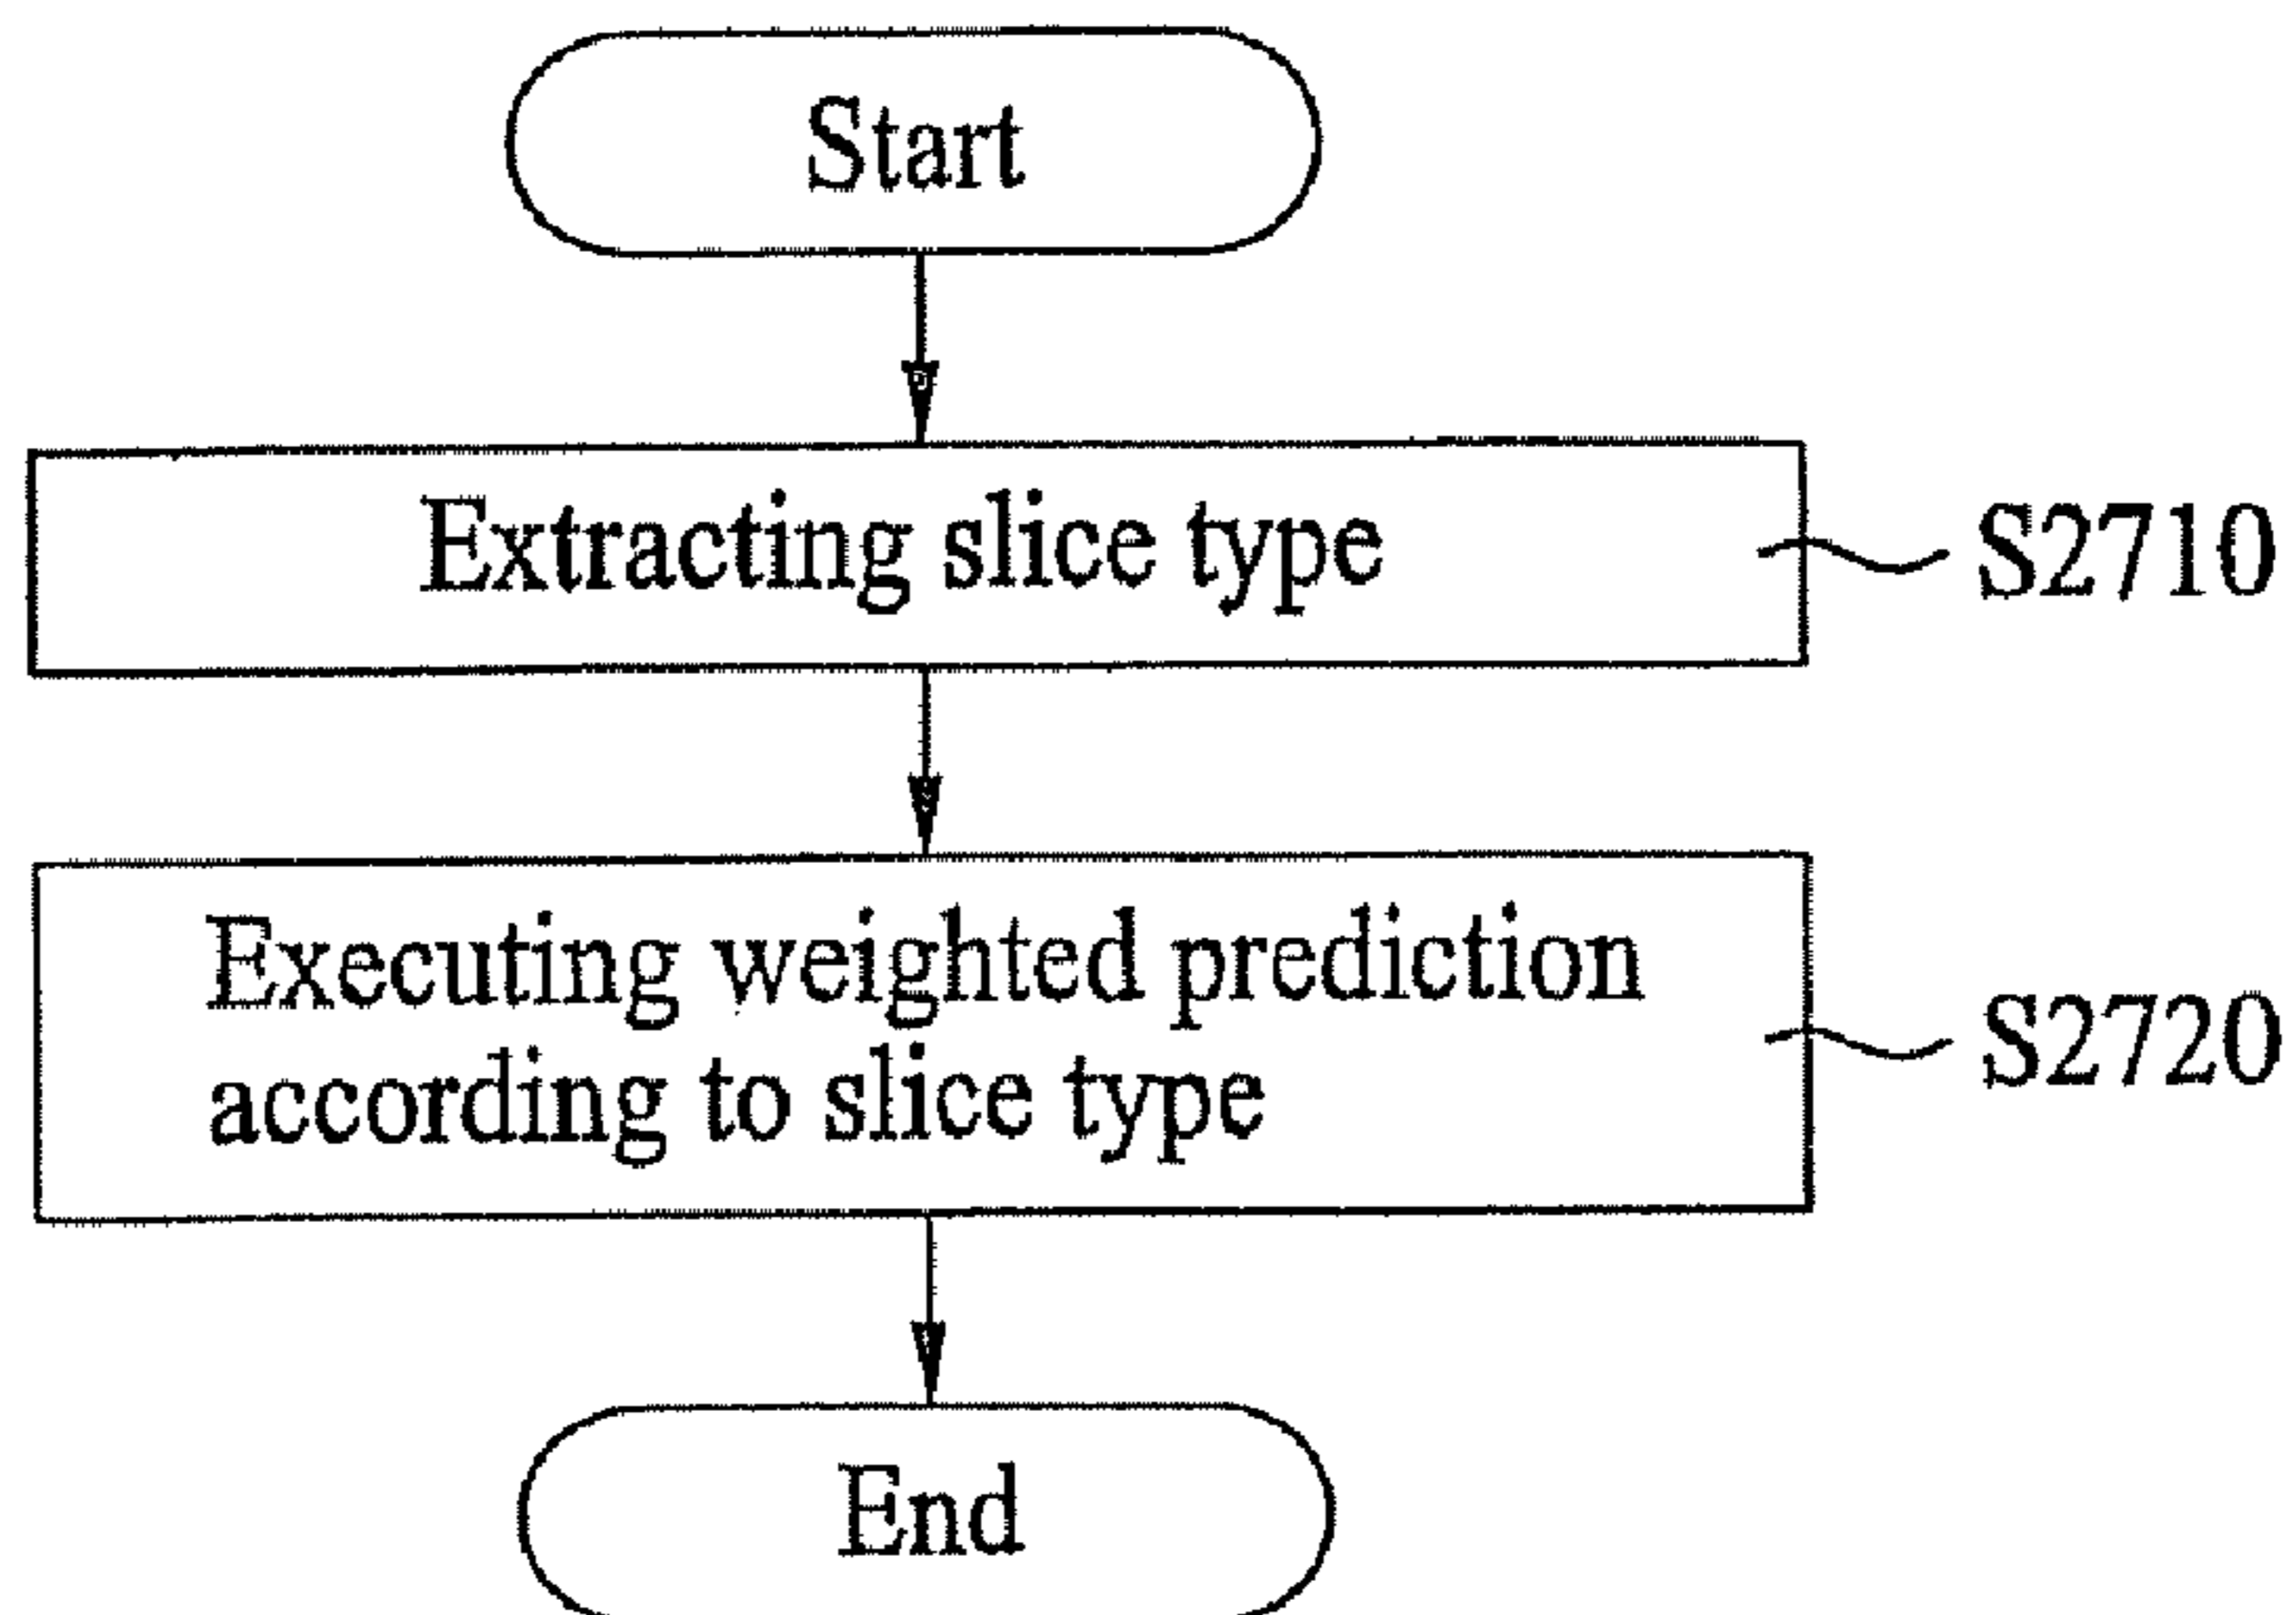 Start
Extracting slice type
S2710
Executing weighted prediction
according to slice type
S2720
End